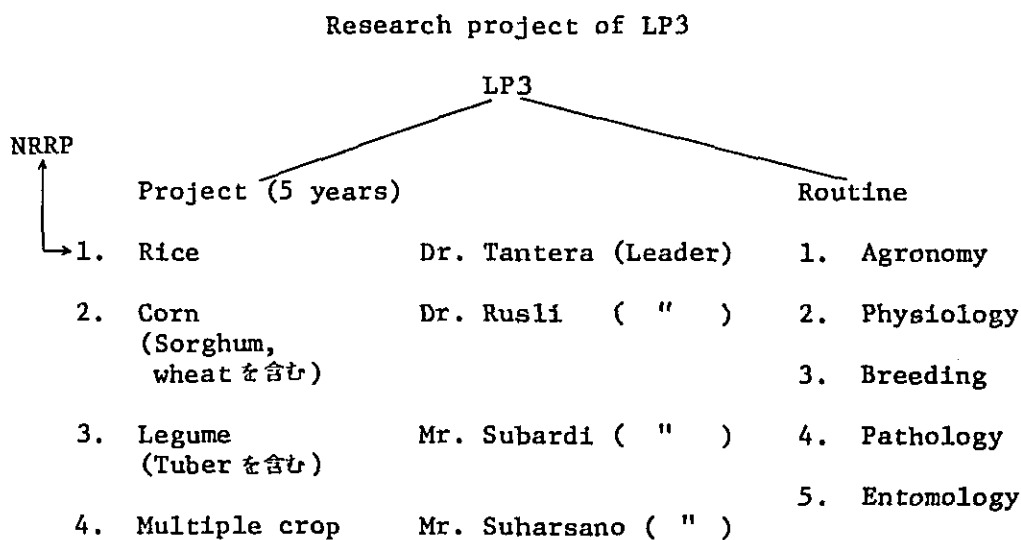 Research project of LP3
LP3
NRRP
Project (5 years) Routine
1. Rice Dr. Tantera (Leader) 1. Agronomy
2. Corn Dr. Rusli ( " ) 2. Physiology
(Sorghum,
wheat を含む) 3. Breeding
3. Legume Mr. Subardi ( " ) 4. Pathology
(Tuber を含む)
5. Entomology
4. Multiple crop Mr. Suharsano ( " )